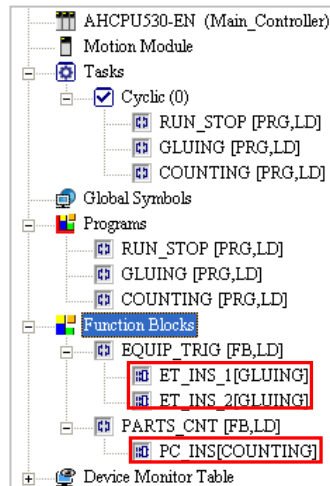 AHCPU530-EN (Main_Controller)
Motion Module
Tasks
Cyclic (0)
RUN_STOP [PRG,LD]
GLUING [PRG,LD]
COUNTING [PRG,LD]
Global Symbols
Programs
RUN_STOP [PRG,LD]
GLUING [PRG,LD]
COUNTING [PRG,LD]
Function Blocks
EQUIP_TRIG [FB,LD]
ET_INS_1[GLUING]
ET_INS_2[GLUING]
PARTS_CNT [FB,LD]
PC_INS[COUNTING]
Device Monitor Table